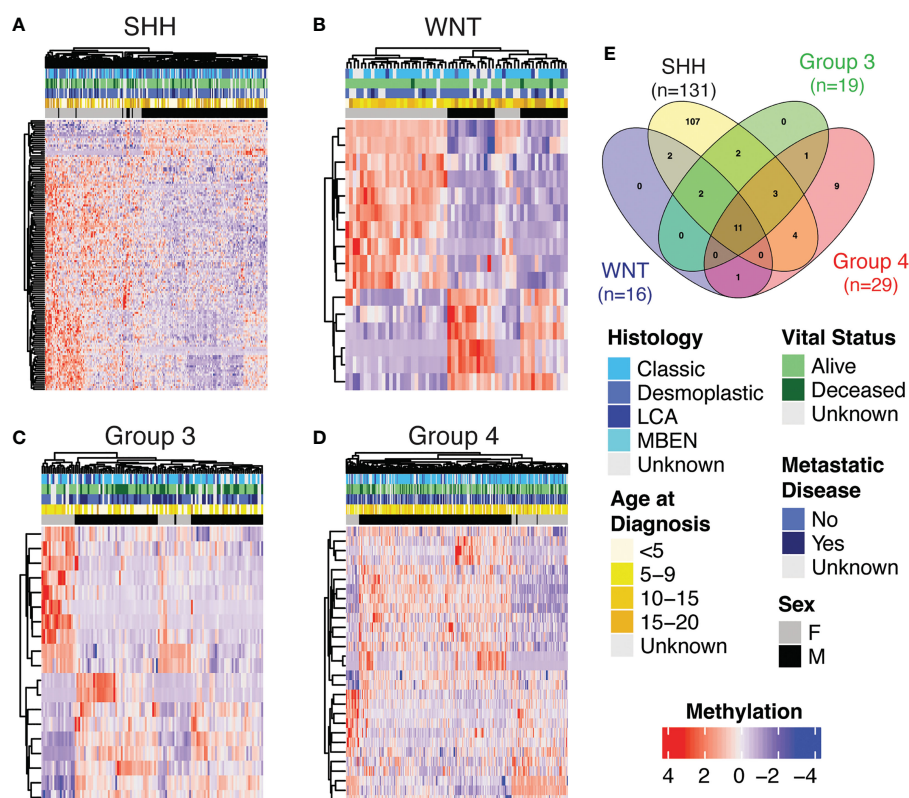 A
SHH
B
WNT
E
SHH
(n=131)
Group 3
(n=19)
107
0
2
2
1
0
2
3
9
11
0
0
0
4
1
WNT
(n=16)
Group 4
(n=29)
C
Group 3
D
Group 4
Histology
Classic
Desmoplastic
LCA
MBEN
Unknown
Vital Status
Alive
Deceased
Unknown
Age at
Diagnosis
<5
5–9
10–15
15–20
Unknown
Metastatic
Disease
No
Yes
Unknown
Sex
F
M
Methylation
4 2 0 –2 –4